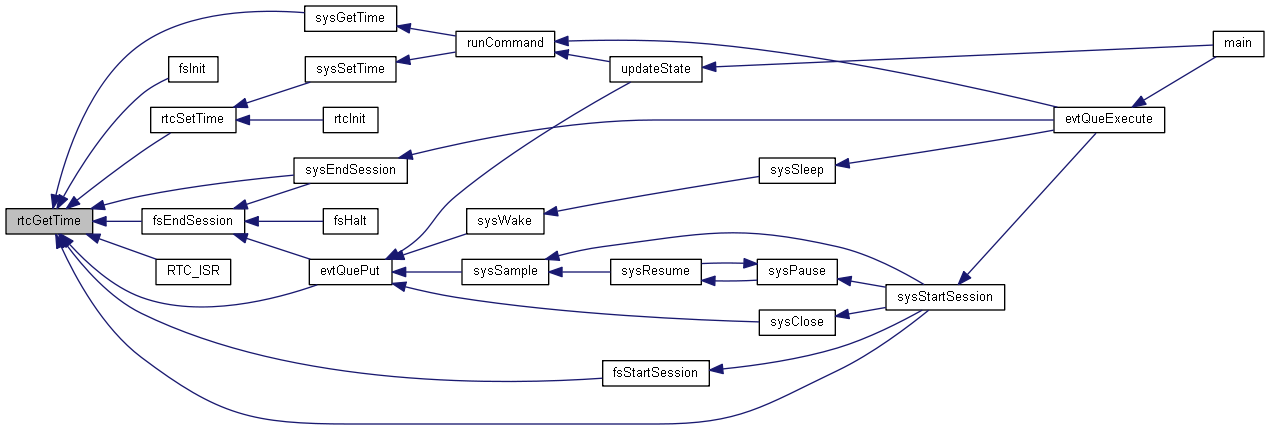 sysGetTime
runCommand
main
fsInit
sysSetTime
updateState
rtcSetTime
rtcInit
evtQueExecute
sysEndSession
sysSleep
rtcGetTime
fsEndSession
fsHalt
sysWake
RTC_ISR
evtQuePut
sysSample
sysResume
sysPause
sysStartSession
sysClose
fsStartSession